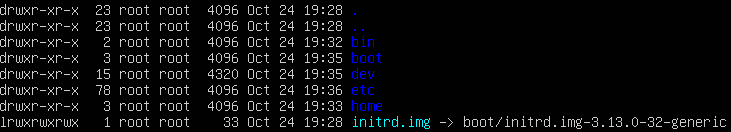 drwxr-xr-x  23 root root  4096 Oct 24 19:28 .
drwxr-xr-x  23 root root  4096 Oct 24 19:28 ..
drwxr-xr-x   2 root root  4096 Oct 24 19:32 bin
drwxr-xr-x   3 root root  4096 Oct 24 19:35 boot
drwxr-xr-x  15 root root  4320 Oct 24 19:35 dev
drwxr-xr-x  78 root root  4096 Oct 24 19:36 etc
drwxr-xr-x   3 root root  4096 Oct 24 19:33 home
lrwxrwxrwx   1 root root    33 Oct 24 19:28 initrd.img -> boot/initrd.img-3.13.0-32-generic